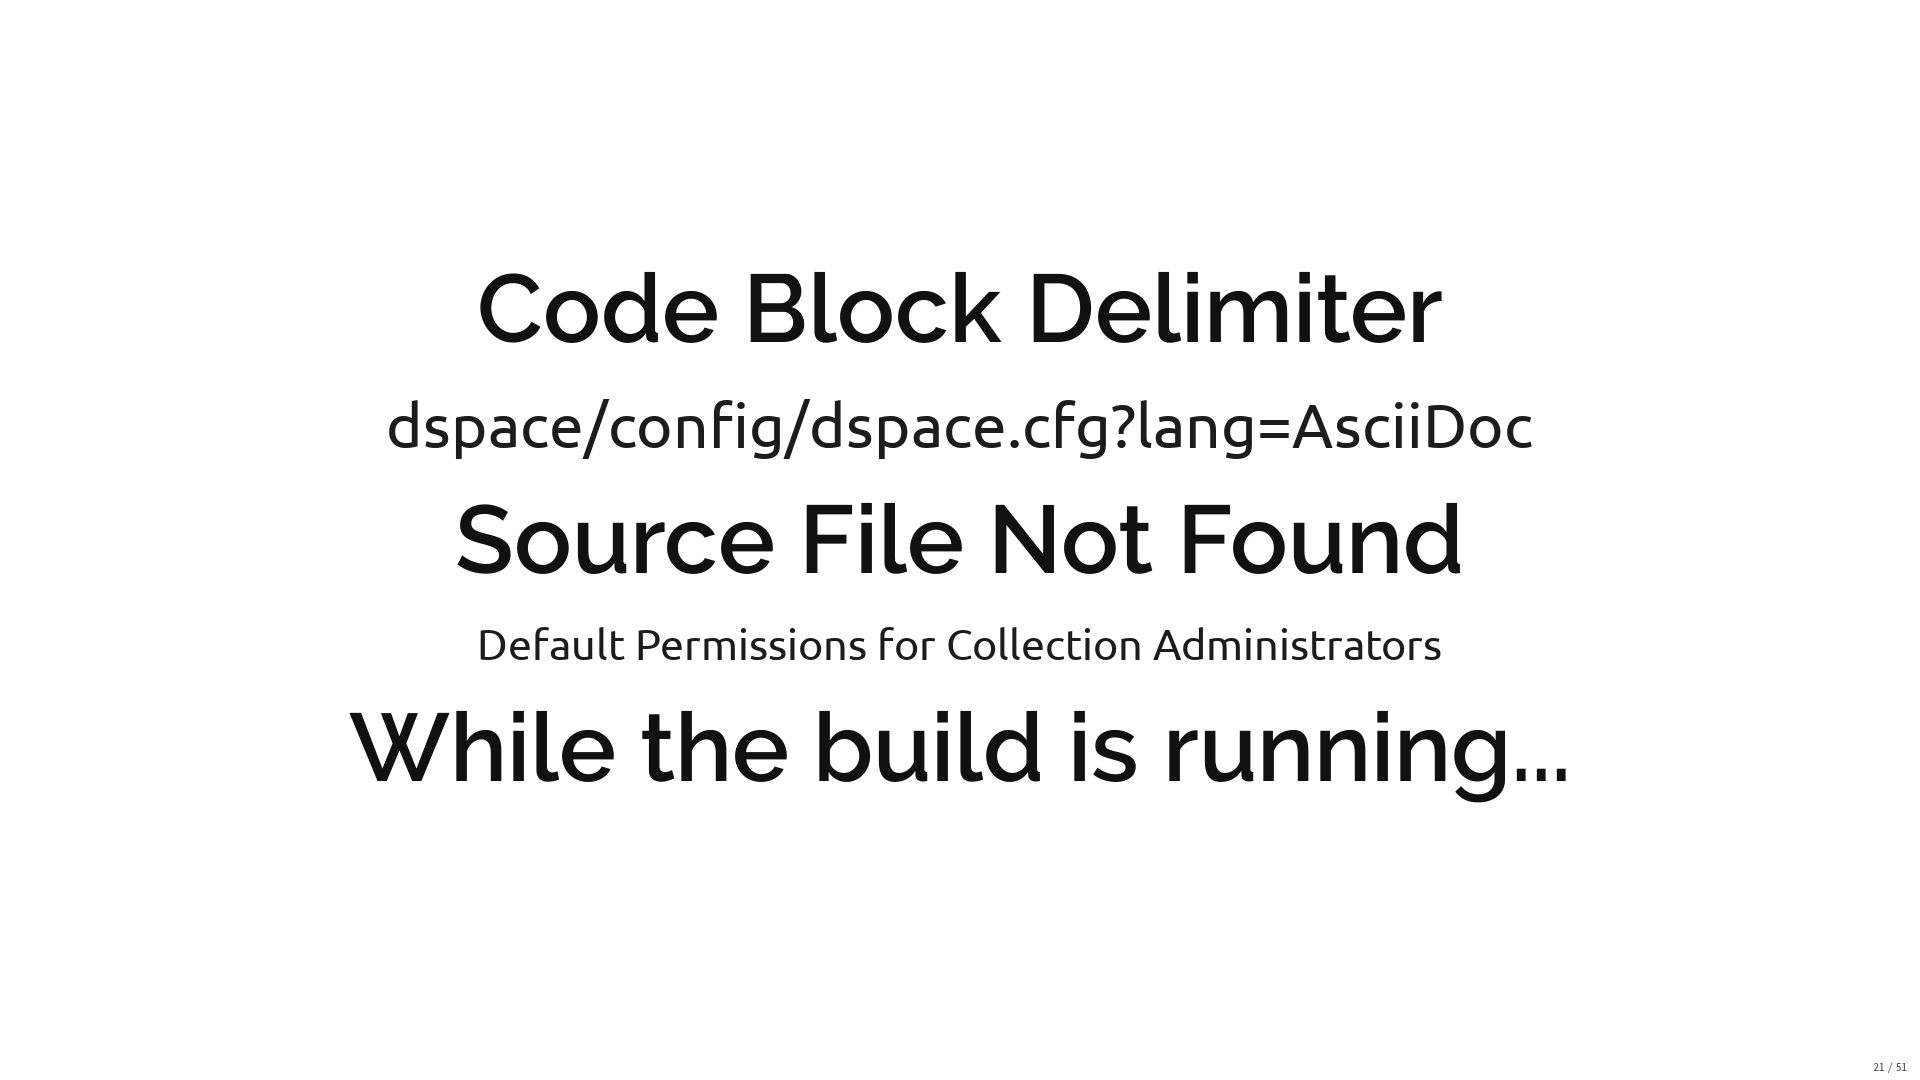 Code Block Delimiter
dspace/config/dspace.cfg?lang=AsciiDoc
Source File Not Found
Default Permissions for Collection Administrators
While the build is running...
21 / 51